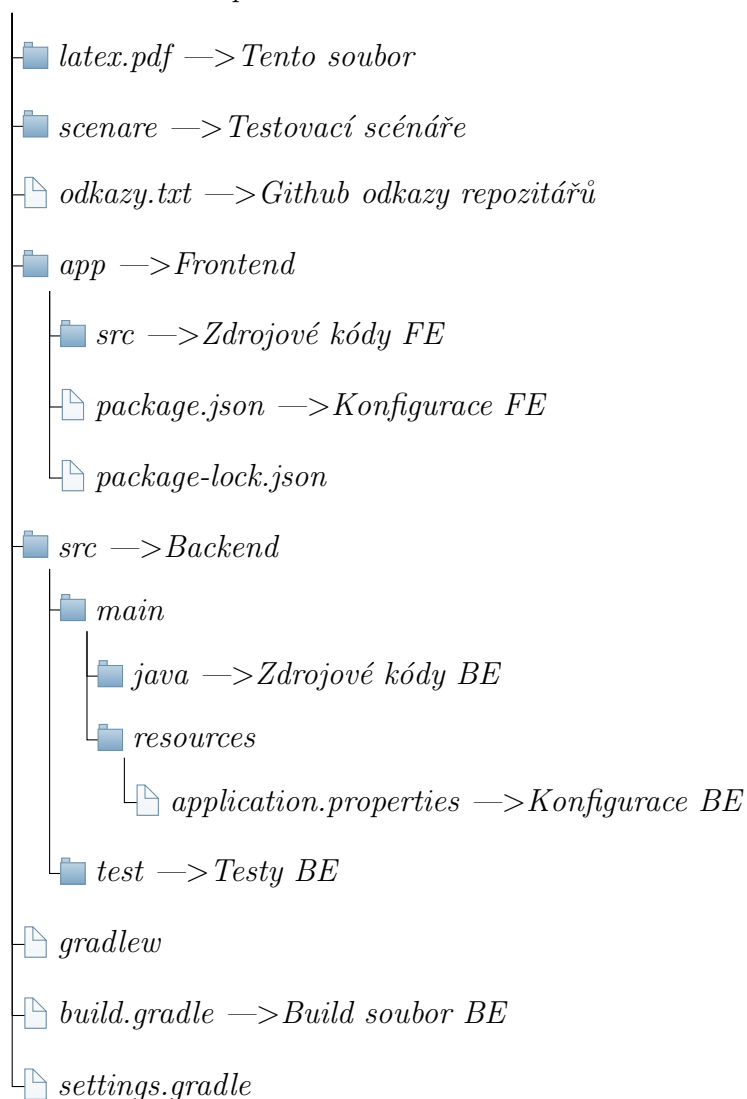 latex.pdf —>Tento soubor
scenare —>Testovací scénáře
odkazy.txt —>Github odkazy repozitářů
app —>Frontend
src —>Zdrojové kódy FE
package.json —>Konfigurace FE
package-lock.json
src —>Backend
main
java —>Zdrojové kódy BE
resources
application.properties —>Konfigurace BE
test —>Testy BE
gradlew
build.gradle —>Build soubor BE
settings.gradle